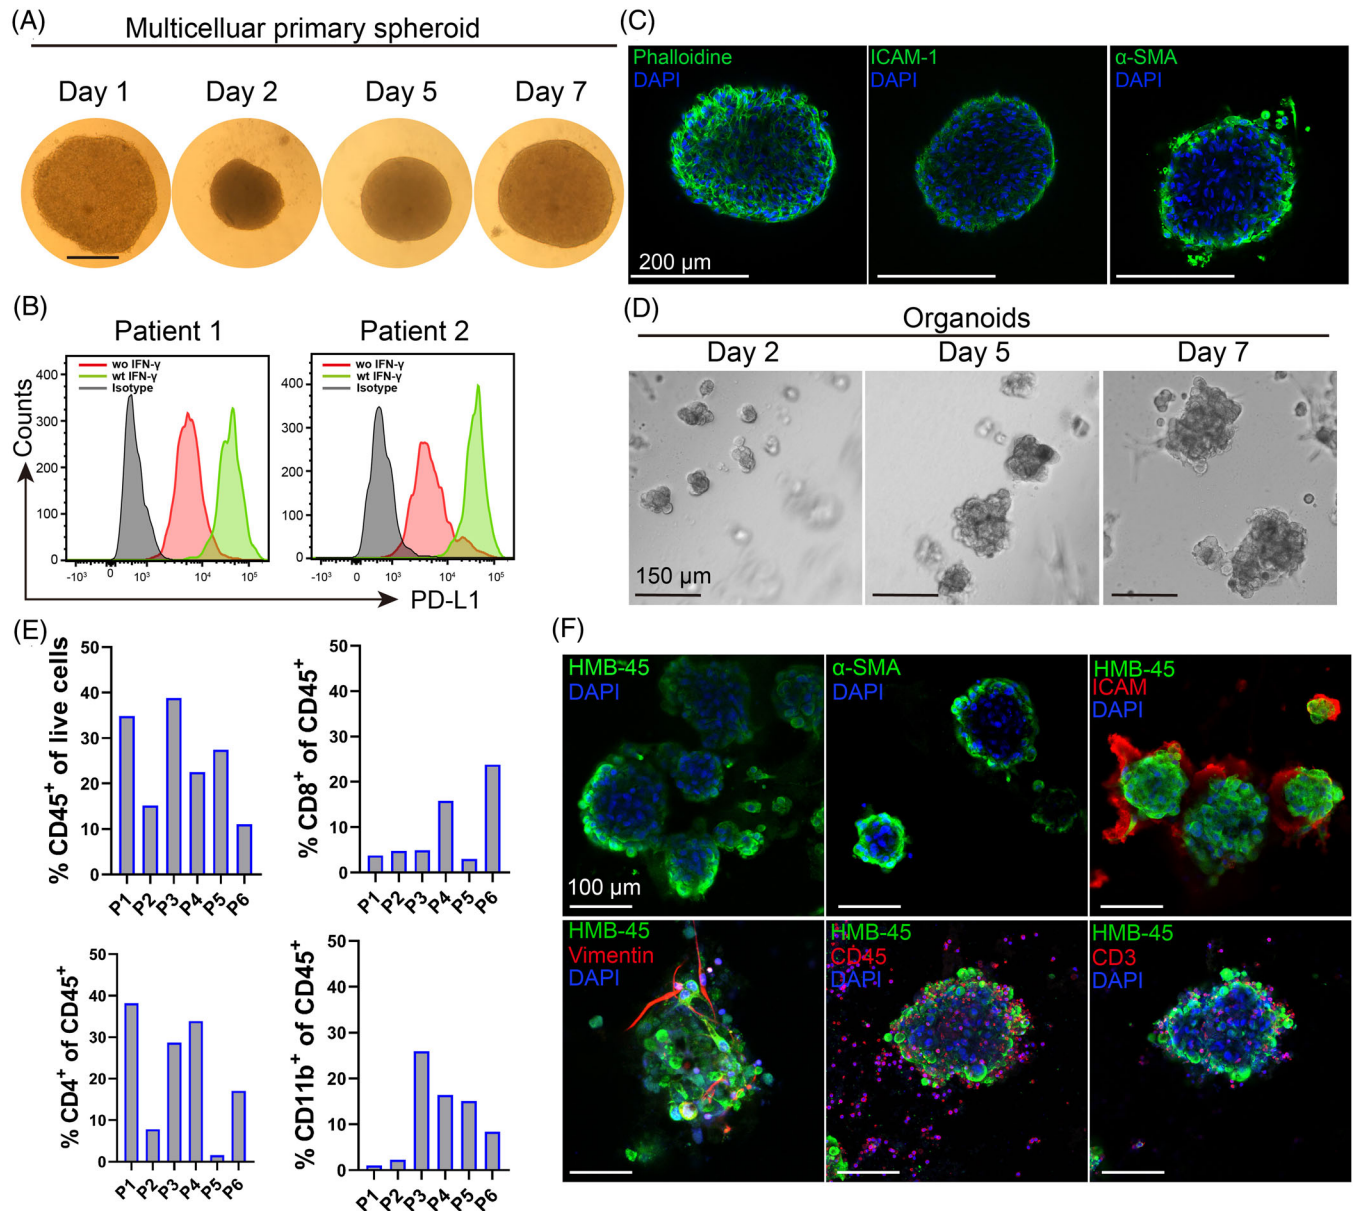 (A)
Multicelluar primary spheroid
Day 1 Day 2 Day 5 Day 7
(B)
Patient 1 Patient 2
Counts
400
300
200
100
0
wo IFN-γ
wt IFN-γ
Isotype
-10³ 0 10³ 10⁴ 10⁵
400
300
200
100
0
wo IFN-γ
wt IFN-γ
Isotype
-10³ 0 10³ 10⁴ 10⁵
PD-L1
(C)
Phalloidine
DAPI
200 μm
ICAM-1
DAPI
α-SMA
DAPI
(D)
Organoids
Day 2 Day 5 Day 7
150 μm
(E)
% CD45⁺ of live cells
50
40
30
20
10
0
P1 P2 P3 P4 P5 P6
% CD8⁺ of CD45⁺
50
40
30
20
10
0
P1 P2 P3 P4 P5 P6
% CD4⁺ of CD45⁺
50
40
30
20
10
0
P1 P2 P3 P4 P5 P6
% CD11b⁺ of CD45⁺
50
40
30
20
10
0
P1 P2 P3 P4 P5 P6
(F)
HMB-45
DAPI
100 μm
α-SMA
DAPI
HMB-45
ICAM
DAPI
HMB-45
Vimentin
DAPI
HMB-45
CD45
DAPI
HMB-45
CD3
DAPI